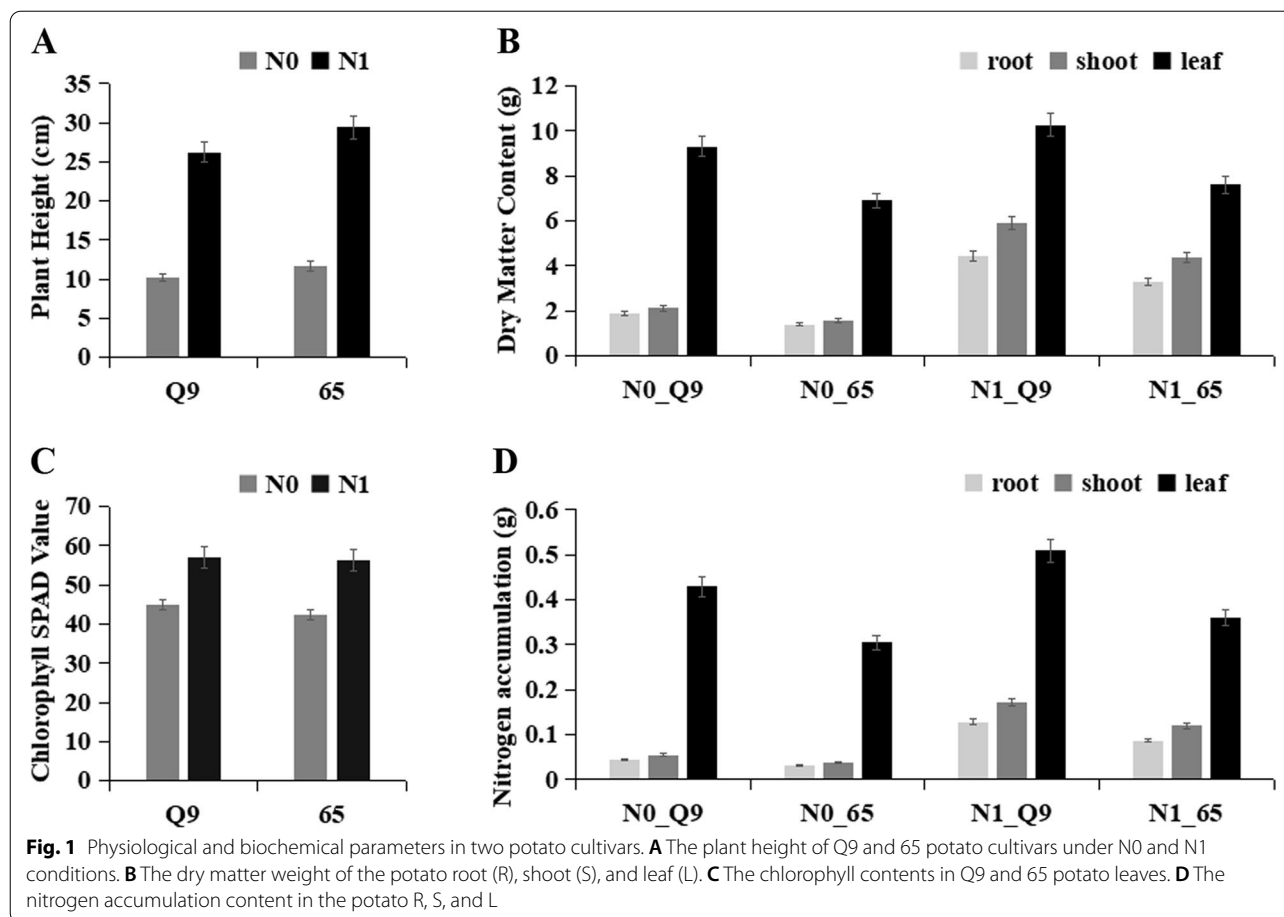 A
N0 N1
Plant Height (cm)
35
30
25
20
15
10
5
0
Q9 65
B
root shoot leaf
Dry Matter Content (g)
12
10
8
6
4
2
0
N0_Q9 N0_65 N1_Q9 N1_65
C
N0 N1
Chlorophyll SPAD Value
70
60
50
40
30
20
10
0
Q9 65
D
root shoot leaf
Nitrogen accumulation (g)
0.6
0.5
0.4
0.3
0.2
0.1
0
N0_Q9 N0_65 N1_Q9 N1_65
Fig. 1 Physiological and biochemical parameters in two potato cultivars. A The plant height of Q9 and 65 potato cultivars under N0 and N1
conditions. B The dry matter weight of the potato root (R), shoot (S), and leaf (L). C The chlorophyll contents in Q9 and 65 potato leaves. D The
nitrogen accumulation content in the potato R, S, and L